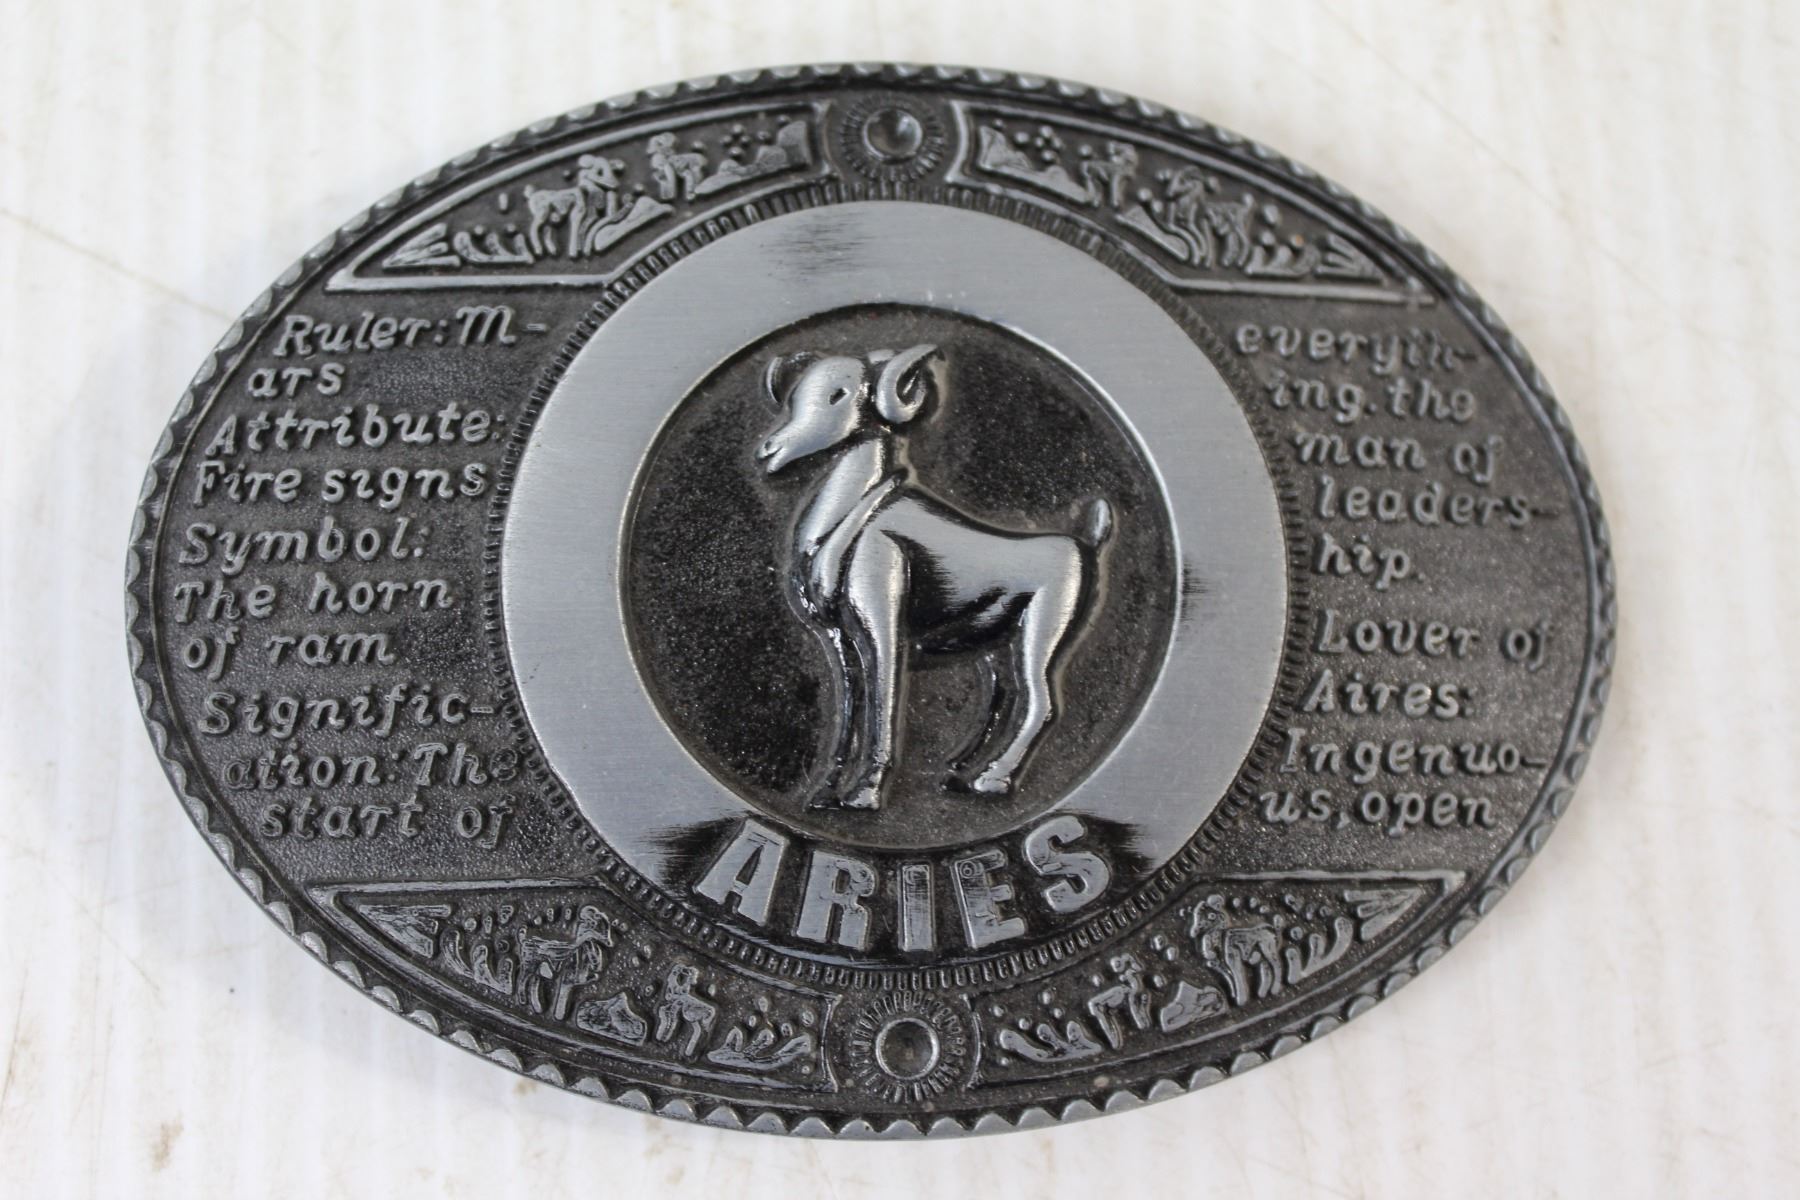 Ruler: M-
ars
Attribute:
Fire signs
Symbol:
The horn
of ram
Signific-
ation: The
start of
everyth-
ing. the
man of
leaders-
hip.
Lover of
Aires:
Ingenuo-
us, open
ARIES